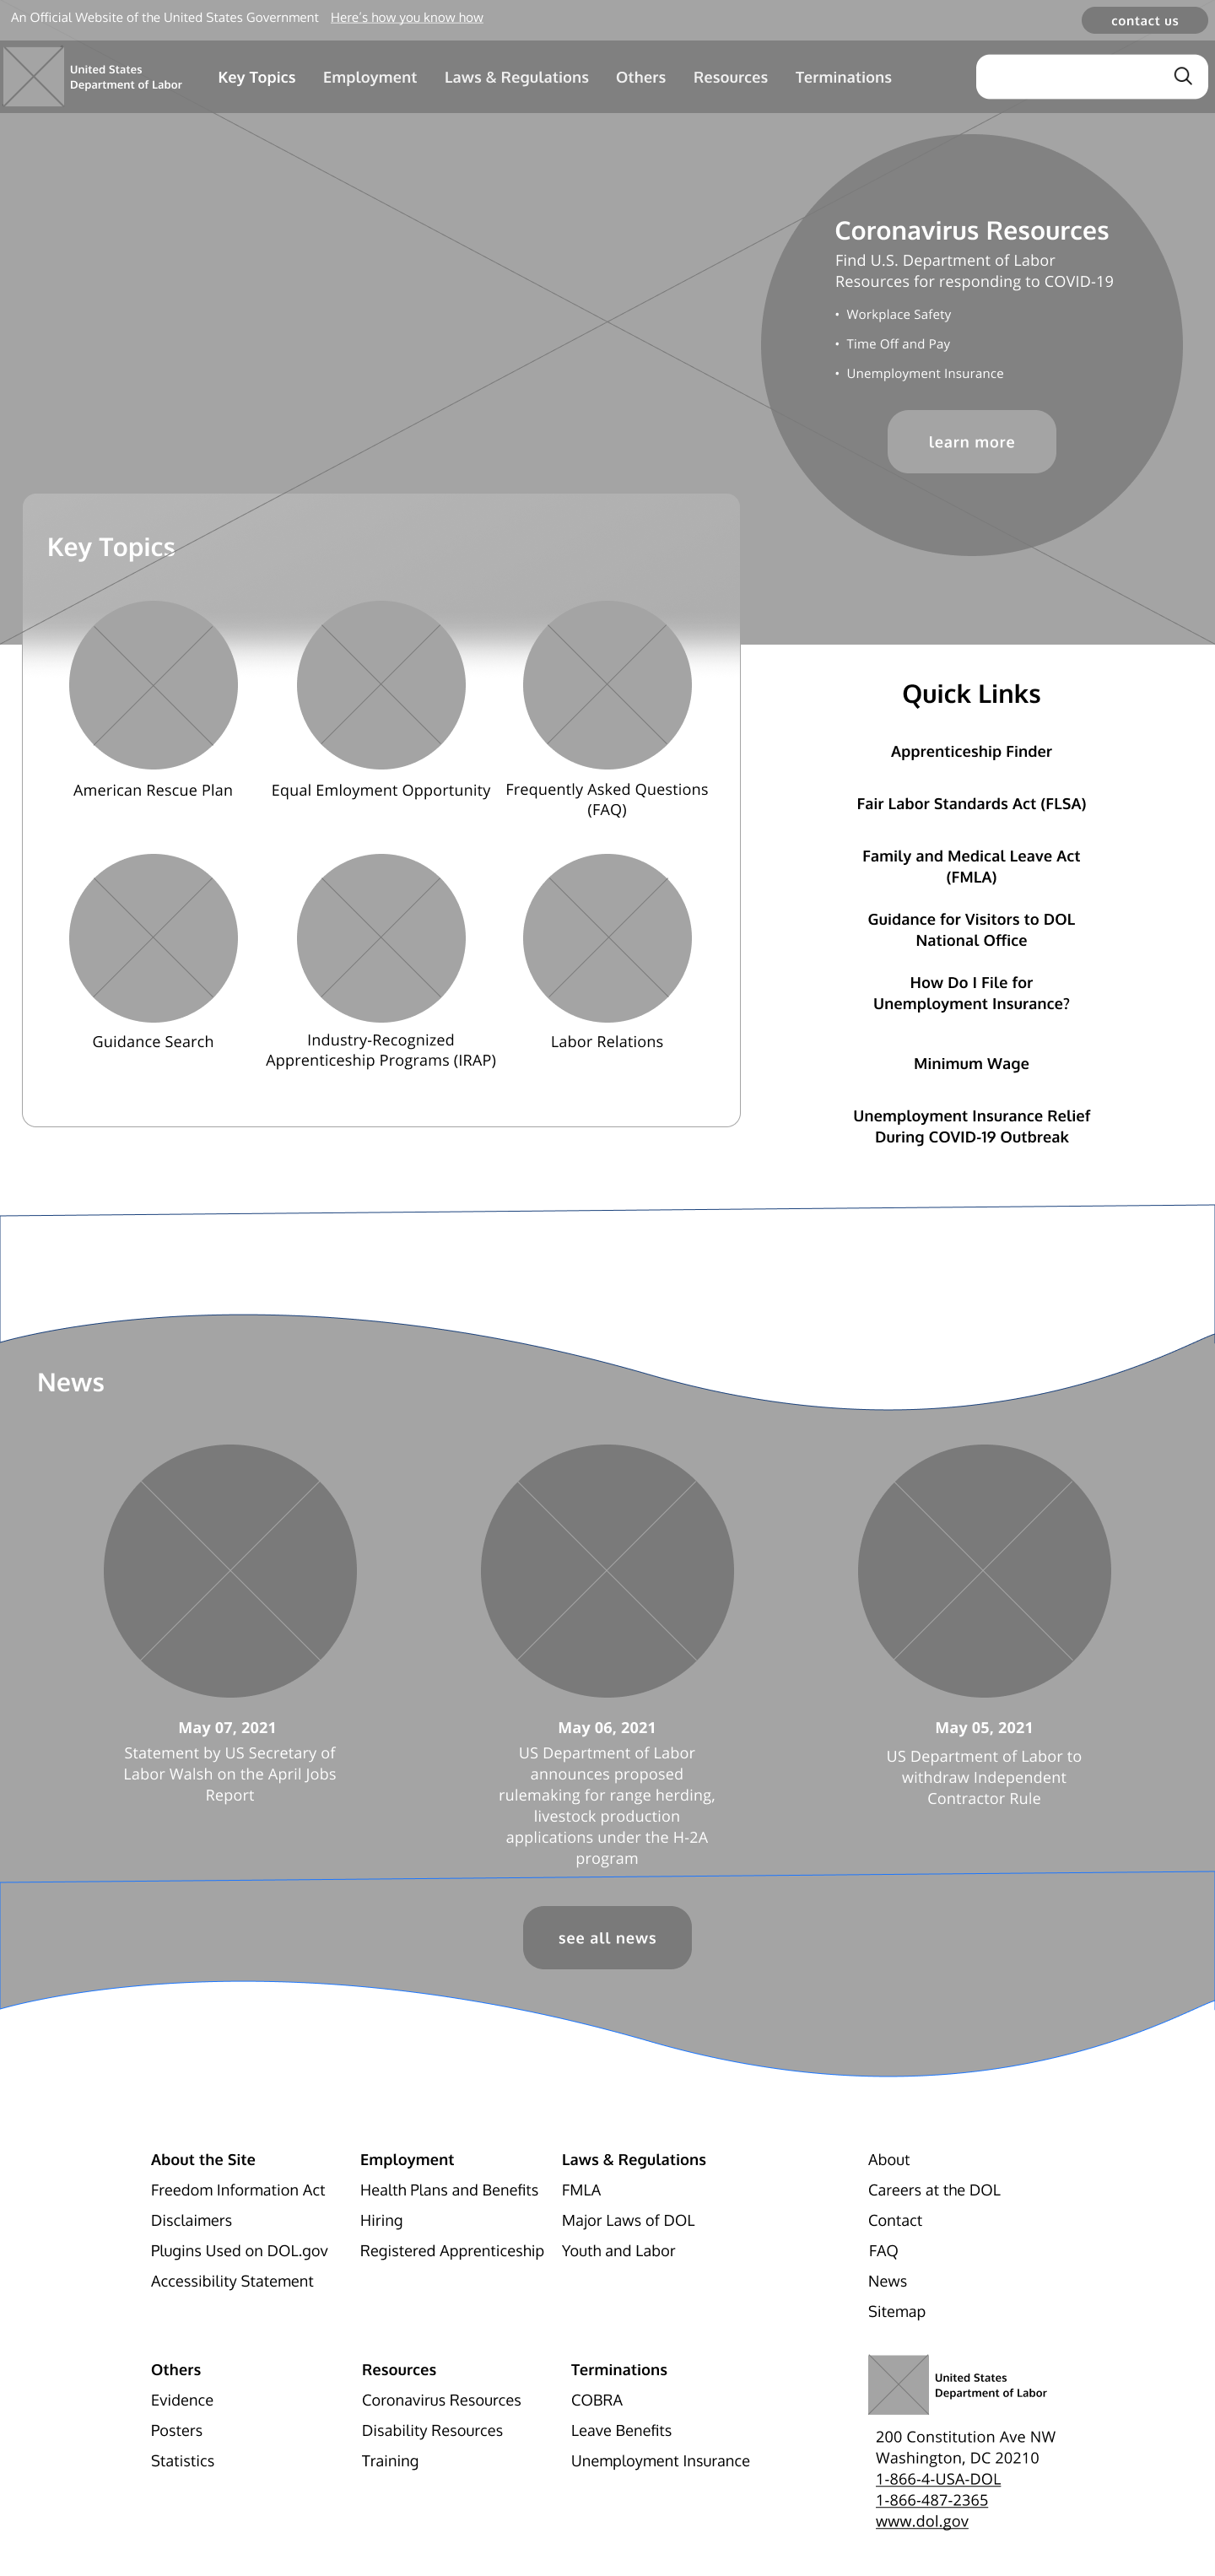 An Official Website of the United States Government Here's how you know how
contact us
United States
Department of Labor
Key Topics Employment Laws & Regulations Others Resources Terminations
Coronavirus Resources
Find U.S. Department of Labor
Resources for responding to COVID-19
• Workplace Safety
• Time Off and Pay
• Unemployment Insurance
learn more
Key Topics
American Rescue Plan
Equal Emloyment Opportunity
Frequently Asked Questions
(FAQ)
Guidance Search
Industry-Recognized
Apprenticeship Programs (IRAP)
Labor Relations
Quick Links
Apprenticeship Finder
Fair Labor Standards Act (FLSA)
Family and Medical Leave Act
(FMLA)
Guidance for Visitors to DOL
National Office
How Do I File for
Unemployment Insurance?
Minimum Wage
Unemployment Insurance Relief
During COVID-19 Outbreak
News
May 07, 2021
Statement by US Secretary of
Labor Walsh on the April Jobs
Report
May 06, 2021
US Department of Labor
announces proposed
rulemaking for range herding,
livestock production
applications under the H-2A
program
May 05, 2021
US Department of Labor to
withdraw Independent
Contractor Rule
see all news
About the Site
Freedom Information Act
Disclaimers
Plugins Used on DOL.gov
Accessibility Statement
Employment
Health Plans and Benefits
Hiring
Registered Apprenticeship
Laws & Regulations
FMLA
Major Laws of DOL
Youth and Labor
About
Careers at the DOL
Contact
FAQ
News
Sitemap
Others
Evidence
Posters
Statistics
Resources
Coronavirus Resources
Disability Resources
Training
Terminations
COBRA
Leave Benefits
Unemployment Insurance
United States
Department of Labor
200 Constitution Ave NW
Washington, DC 20210
1-866-4-USA-DOL
1-866-487-2365
www.dol.gov